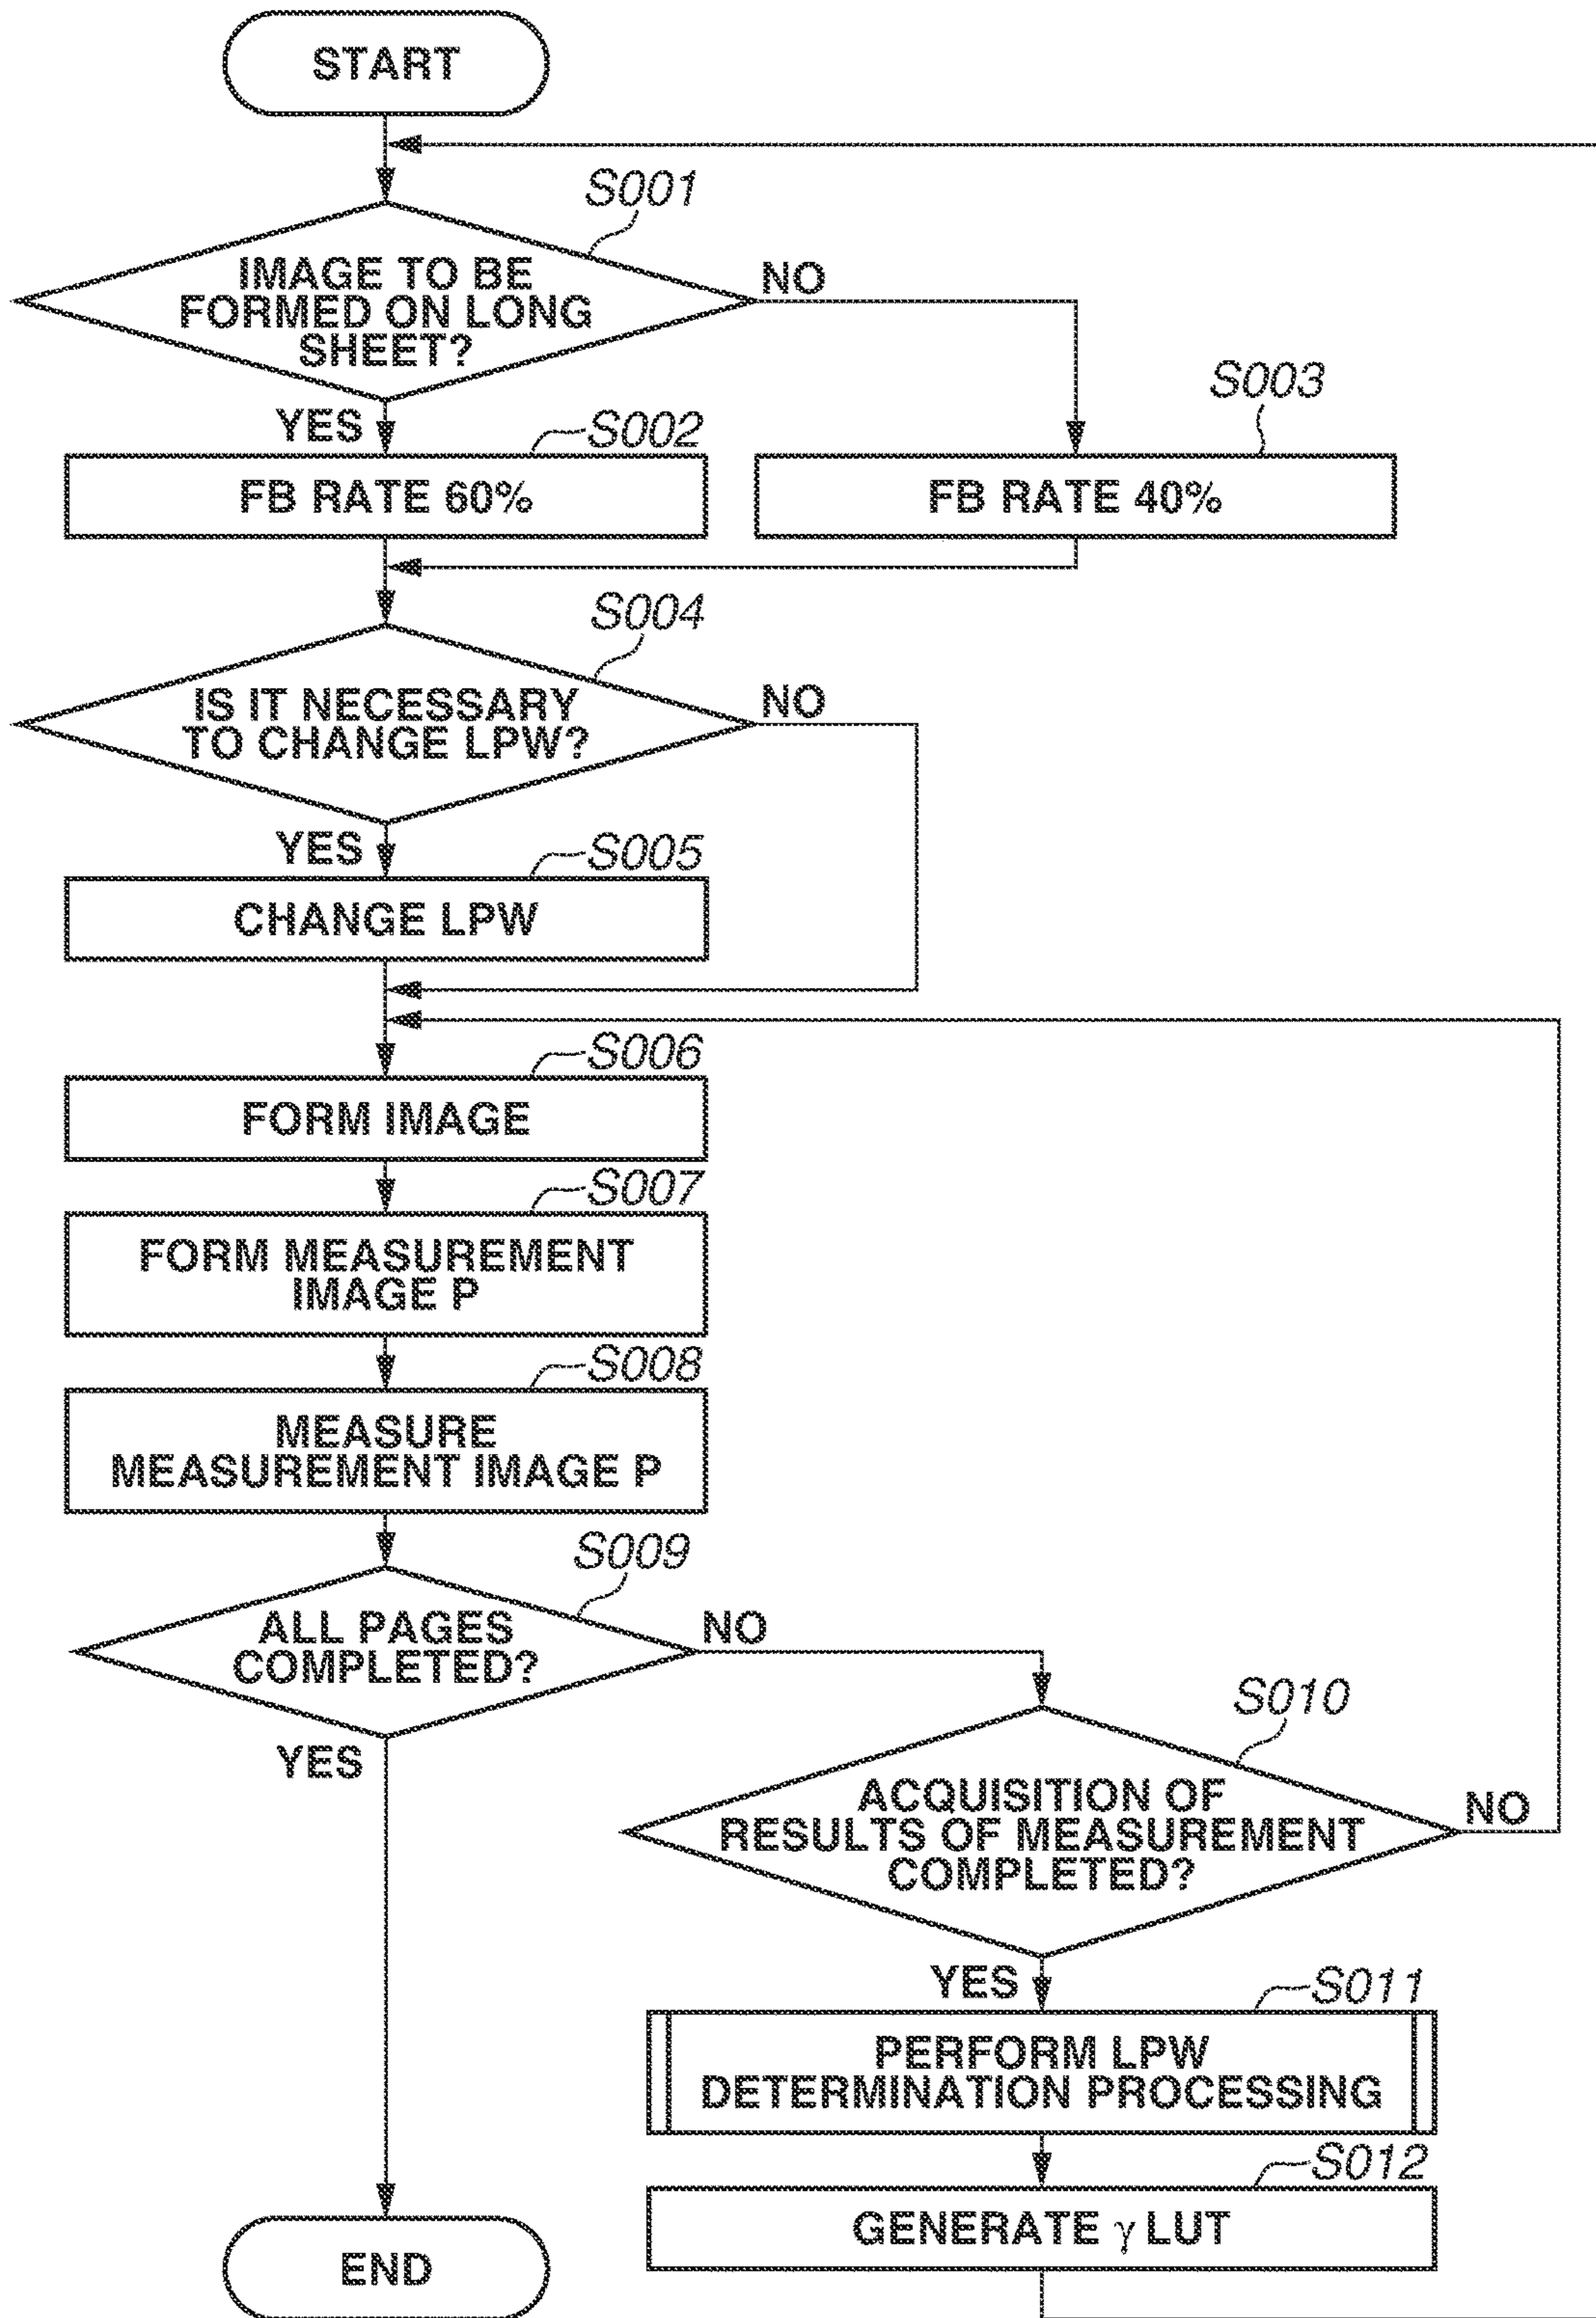 START
S001
IMAGE TO BE
FORMED ON LONG
SHEET?
NO
YES
S002
FB RATE 60%
S003
FB RATE 40%
S004
IS IT NECESSARY
TO CHANGE LPW?
NO
YES
S005
CHANGE LPW
S006
FORM IMAGE
S007
FORM MEASUREMENT
IMAGE P
S008
MEASURE
MEASUREMENT IMAGE P
S009
ALL PAGES
COMPLETED?
NO
YES
S010
ACQUISITION OF
RESULTS OF MEASUREMENT
COMPLETED?
NO
YES
S011
PERFORM LPW
DETERMINATION PROCESSING
S012
GENERATE γ LUT
END